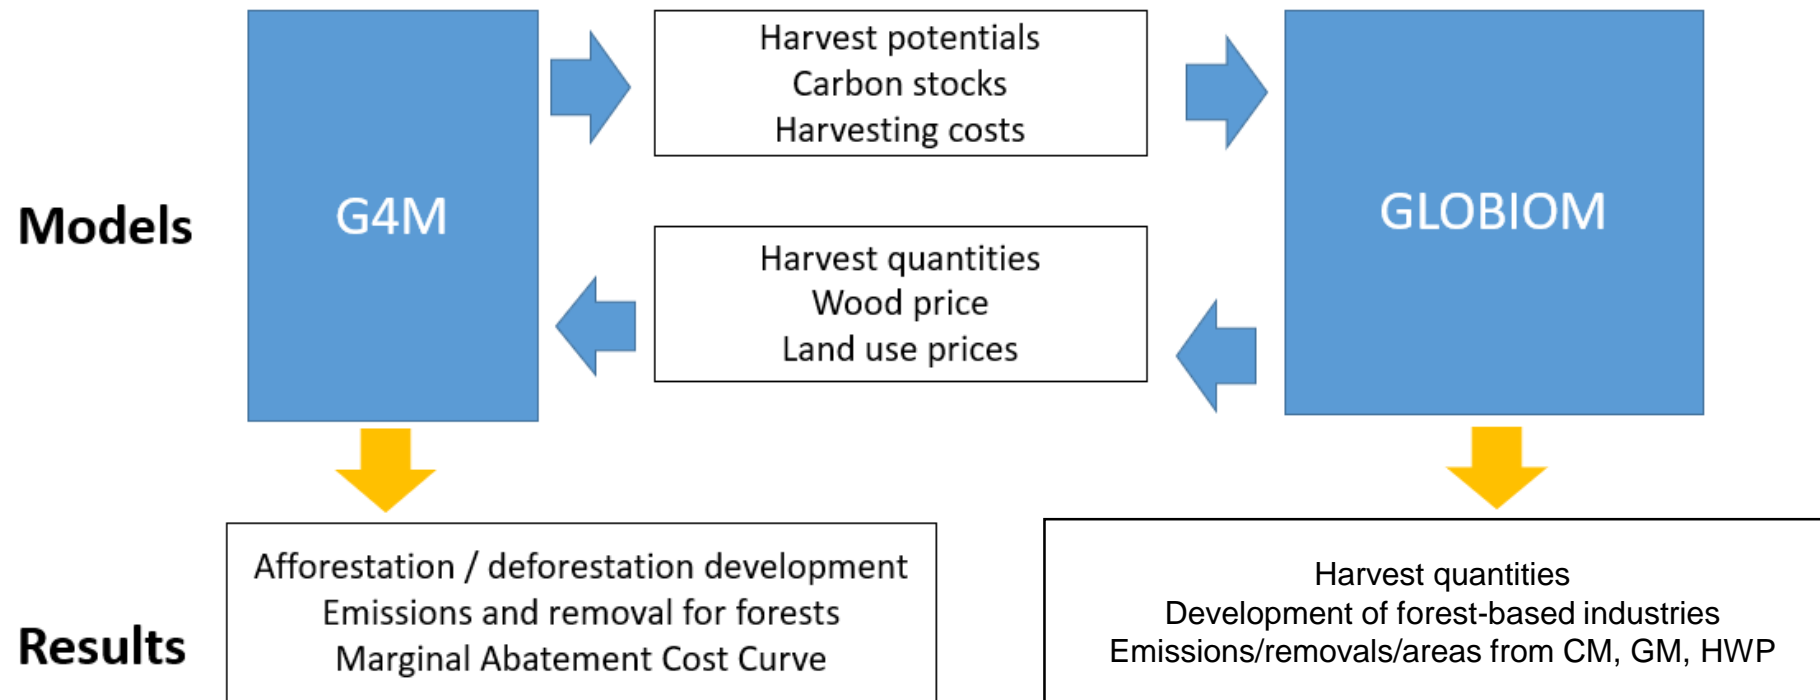 Models
G4M
Harvest potentials
Carbon stocks
Harvesting costs
Harvest quantities
Wood price
Land use prices
GLOBIOM
Results
Afforestation / deforestation development
Emissions and removal for forests
Marginal Abatement Cost Curve
Harvest quantities
Development of forest-based industries
Emissions/removals/areas from CM, GM, HWP